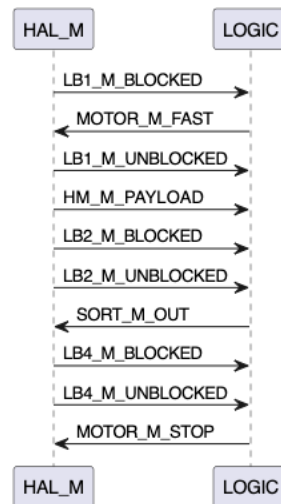 HAL_M LOGIC
LB1_M_BLOCKED
MOTOR_M_FAST
LB1_M_UNBLOCKED
HM_M_PAYLOAD
LB2_M_BLOCKED
LB2_M_UNBLOCKED
SORT_M_OUT
LB4_M_BLOCKED
LB4_M_UNBLOCKED
MOTOR_M_STOP
HAL_M LOGIC